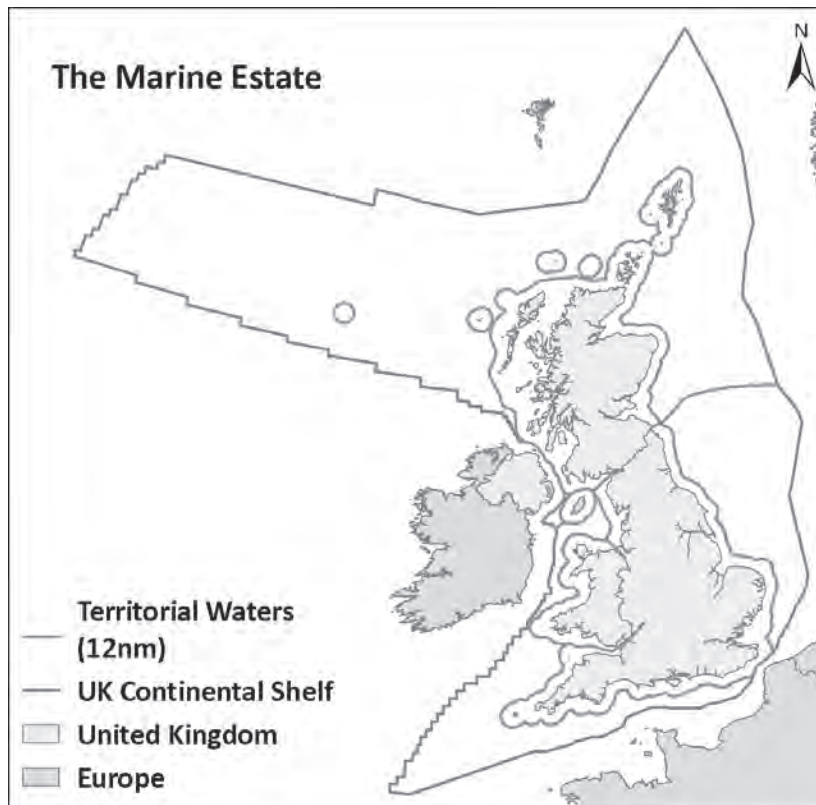 The Marine Estate
N
Territorial Waters
(12nm)
UK Continental Shelf
United Kingdom
Europe